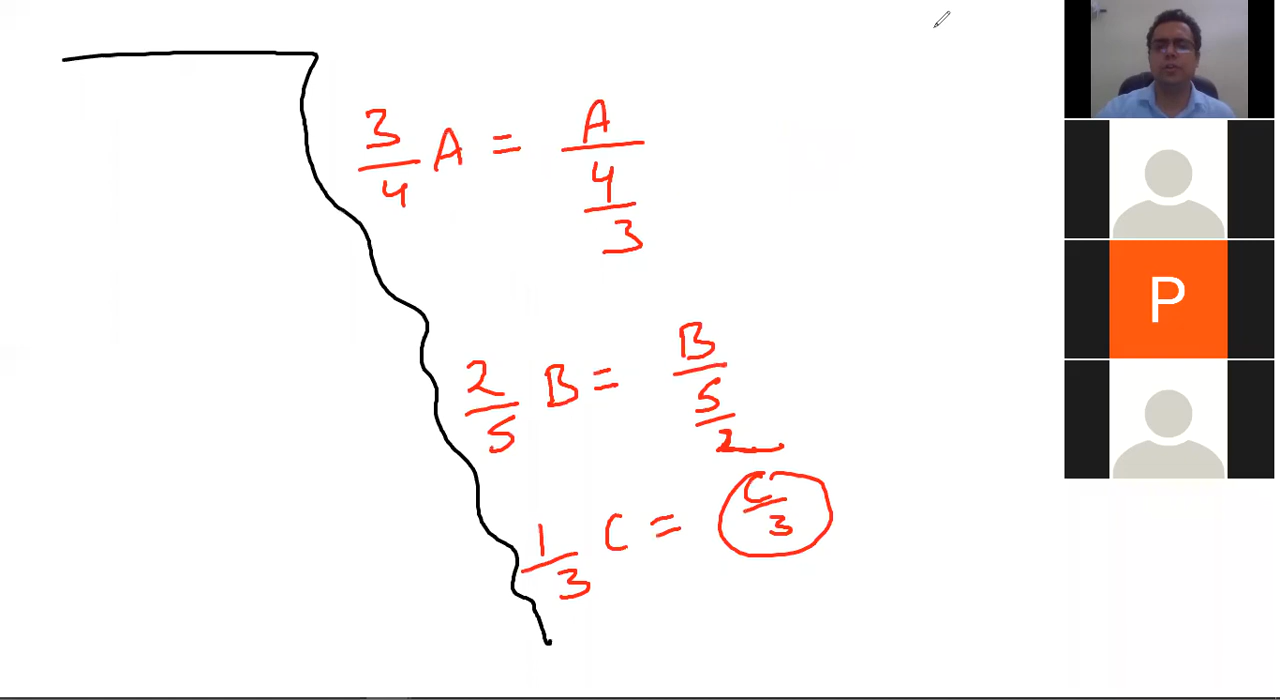 3/4 A = A/(4/3)
2/5 B = B/(5/2)
1/3 C = C/3
P